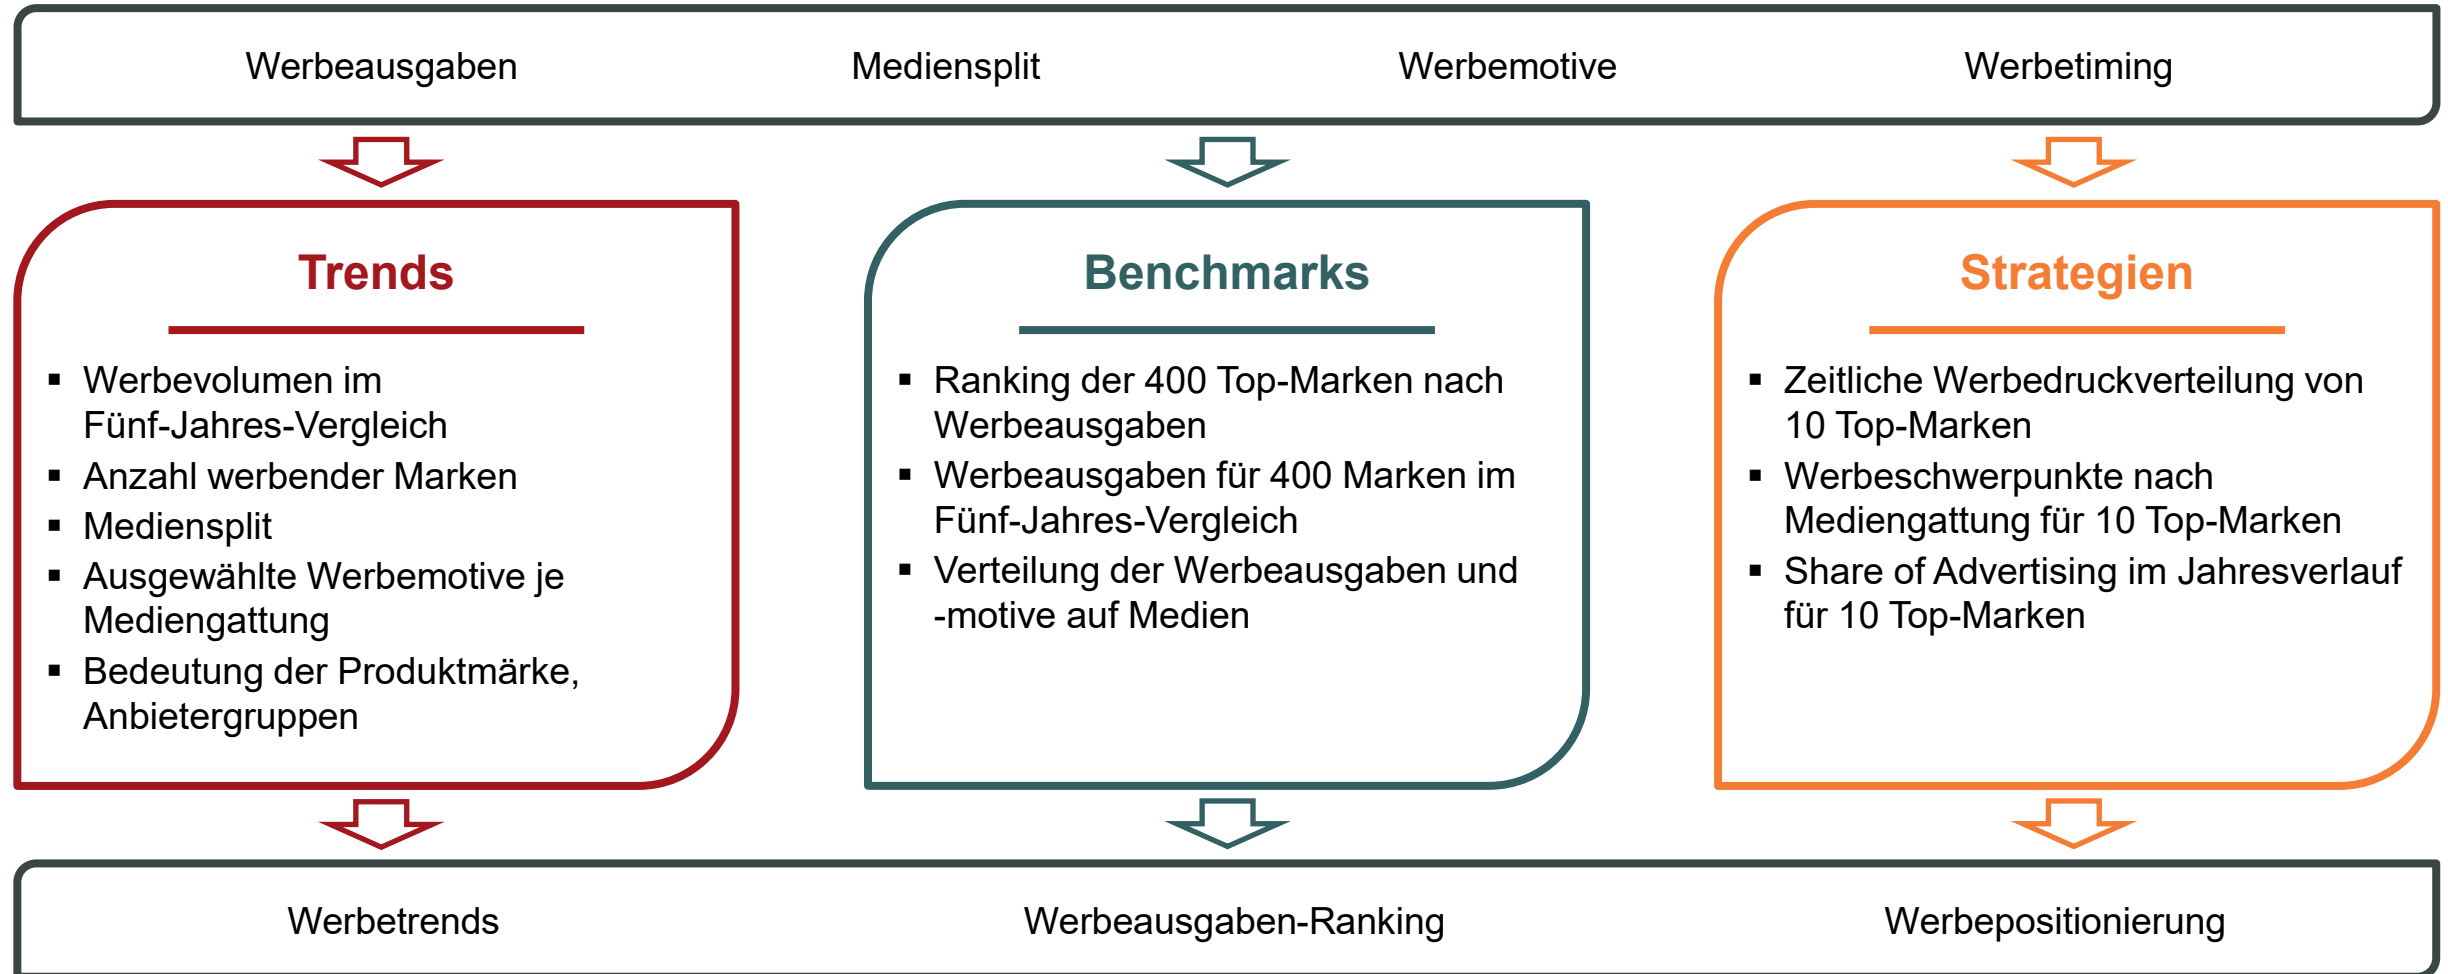 Werbeausgaben Mediensplit Werbemotive Werbetiming
Trends
▪ Werbevolumen im
Fünf-Jahres-Vergleich
▪ Anzahl werbender Marken
▪ Mediensplit
▪ Ausgewählte Werbemotive je
Mediengattung
▪ Bedeutung der Produktmärke,
Anbietergruppen
Benchmarks
▪ Ranking der 400 Top-Marken nach
Werbeausgaben
▪ Werbeausgaben für 400 Marken im
Fünf-Jahres-Vergleich
▪ Verteilung der Werbeausgaben und
-motive auf Medien
Strategien
▪ Zeitliche Werbedruckverteilung von
10 Top-Marken
▪ Werbeschwerpunkte nach
Mediengattung für 10 Top-Marken
▪ Share of Advertising im Jahresverlauf
für 10 Top-Marken
Werbetrends Werbeausgaben-Ranking Werbepositionierung